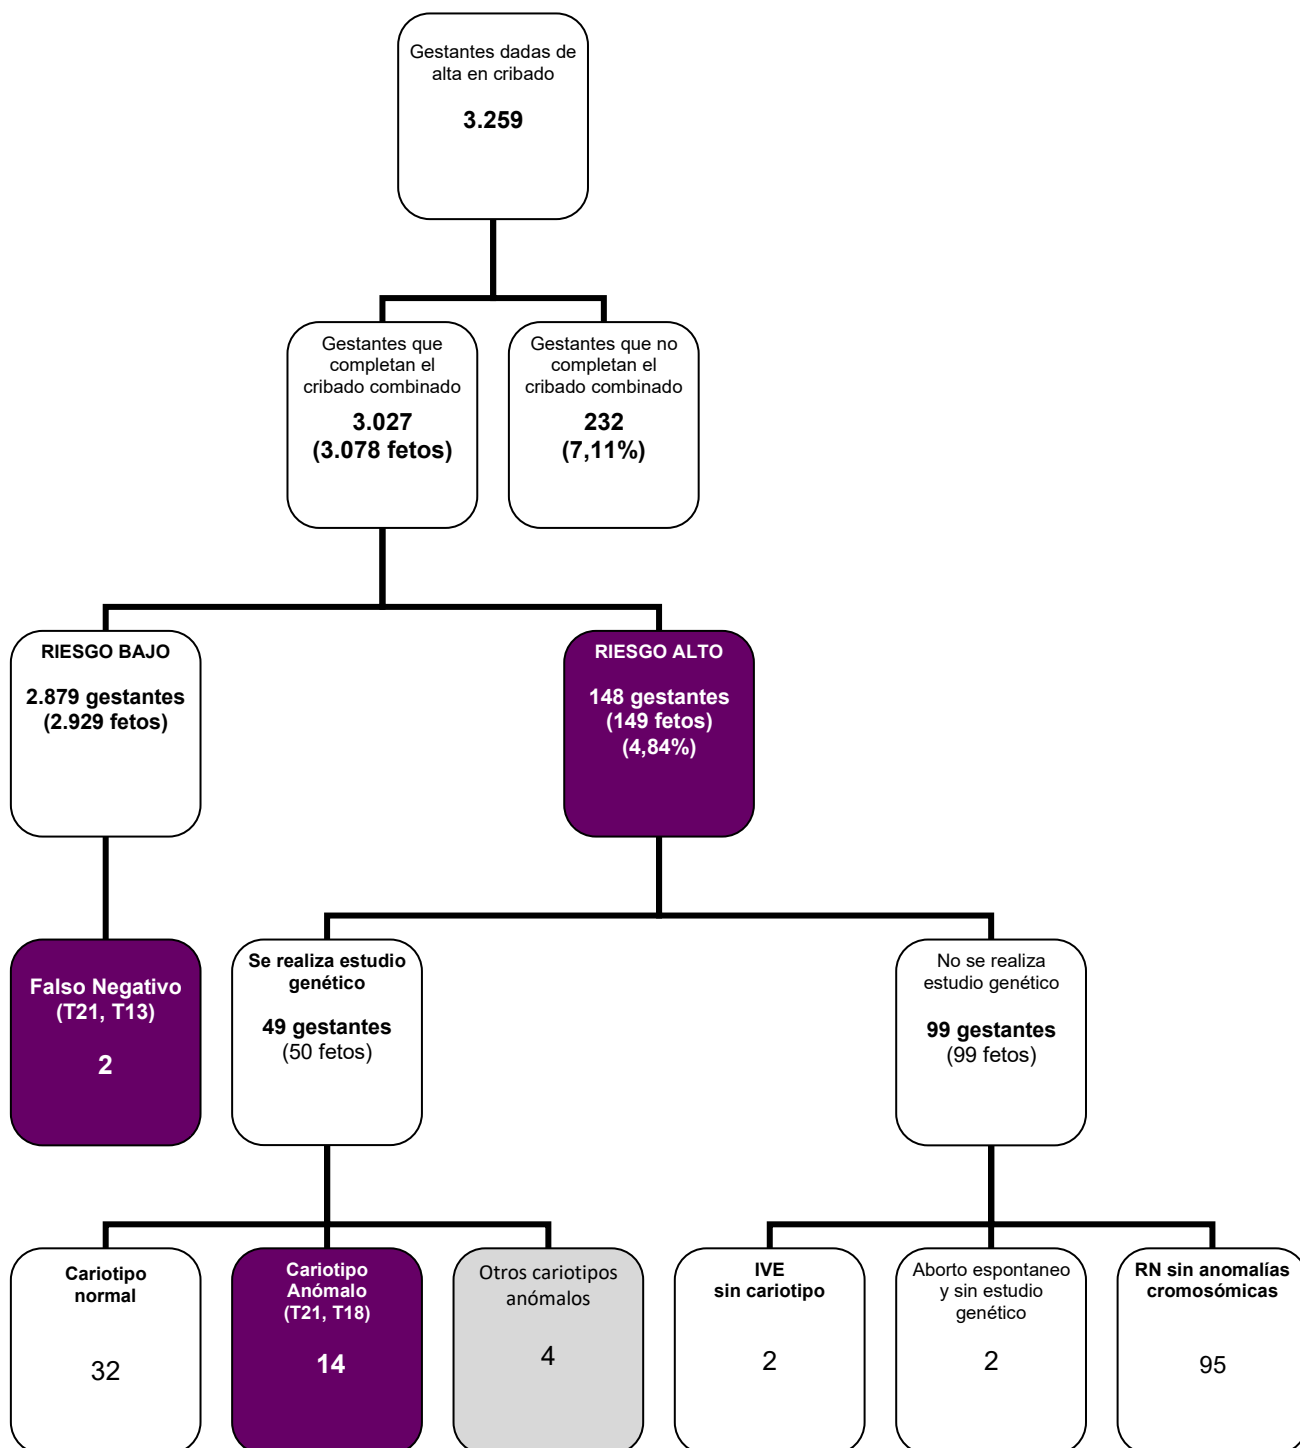 Gestantes dadas de
alta en cribado
3.259
Gestantes que
completan el
cribado combinado
3.027
(3.078 fetos)
Gestantes que no
completan el
cribado combinado
232
(7,11%)
RIESGO BAJO
2.879 gestantes
(2.929 fetos)
RIESGO ALTO
148 gestantes
(149 fetos)
(4,84%)
Falso Negativo
(T21, T13)
2
Se realiza estudio
genético
49 gestantes
(50 fetos)
No se realiza
estudio genético
99 gestantes
(99 fetos)
Cariotipo
normal
32
Cariotipo
Anómalo
(T21, T18)
14
Otros cariotipos
anómalos
4
IVE
sin cariotipo
2
Aborto espontaneo
y sin estudio
genético
2
RN sin anomalías
cromosómicas
95